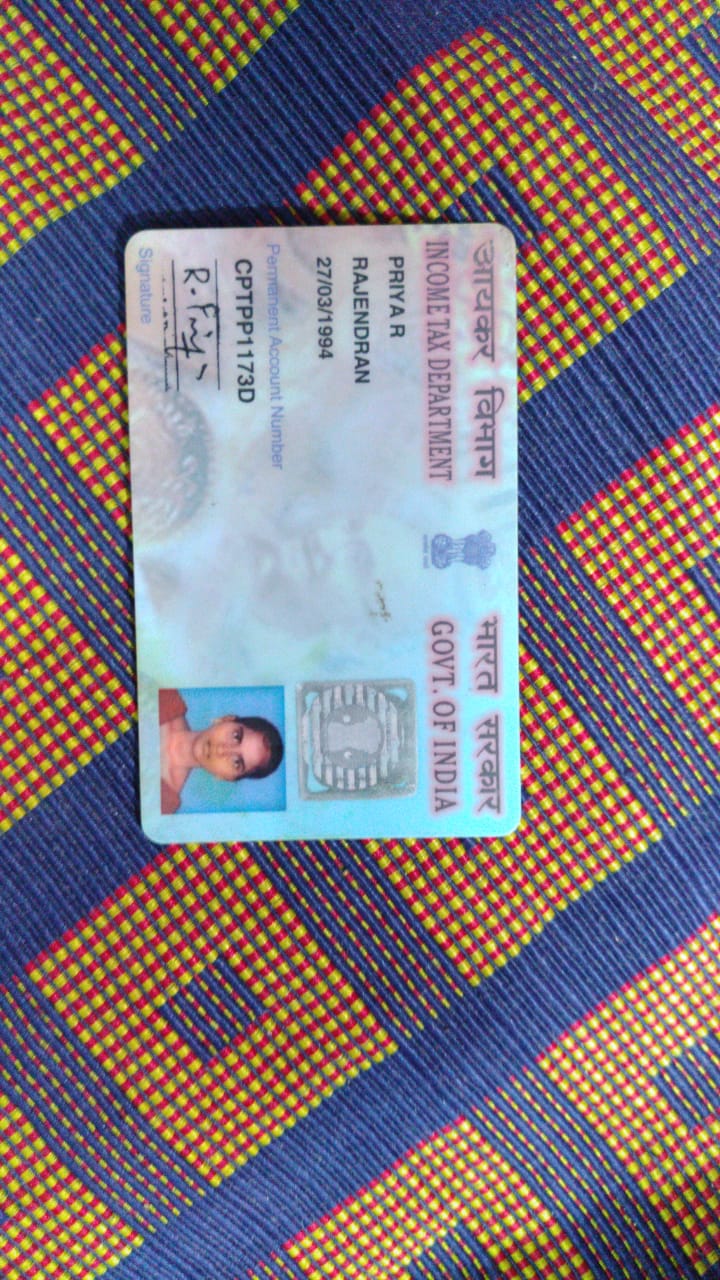 आयकर विभाग
INCOME TAX DEPARTMENT
भारत सरकार
GOVT. OF INDIA
PRIYA R
RAJENDRAN
27/03/1994
Permanent Account Number
CPTPP1173D
R. Priya
Signature